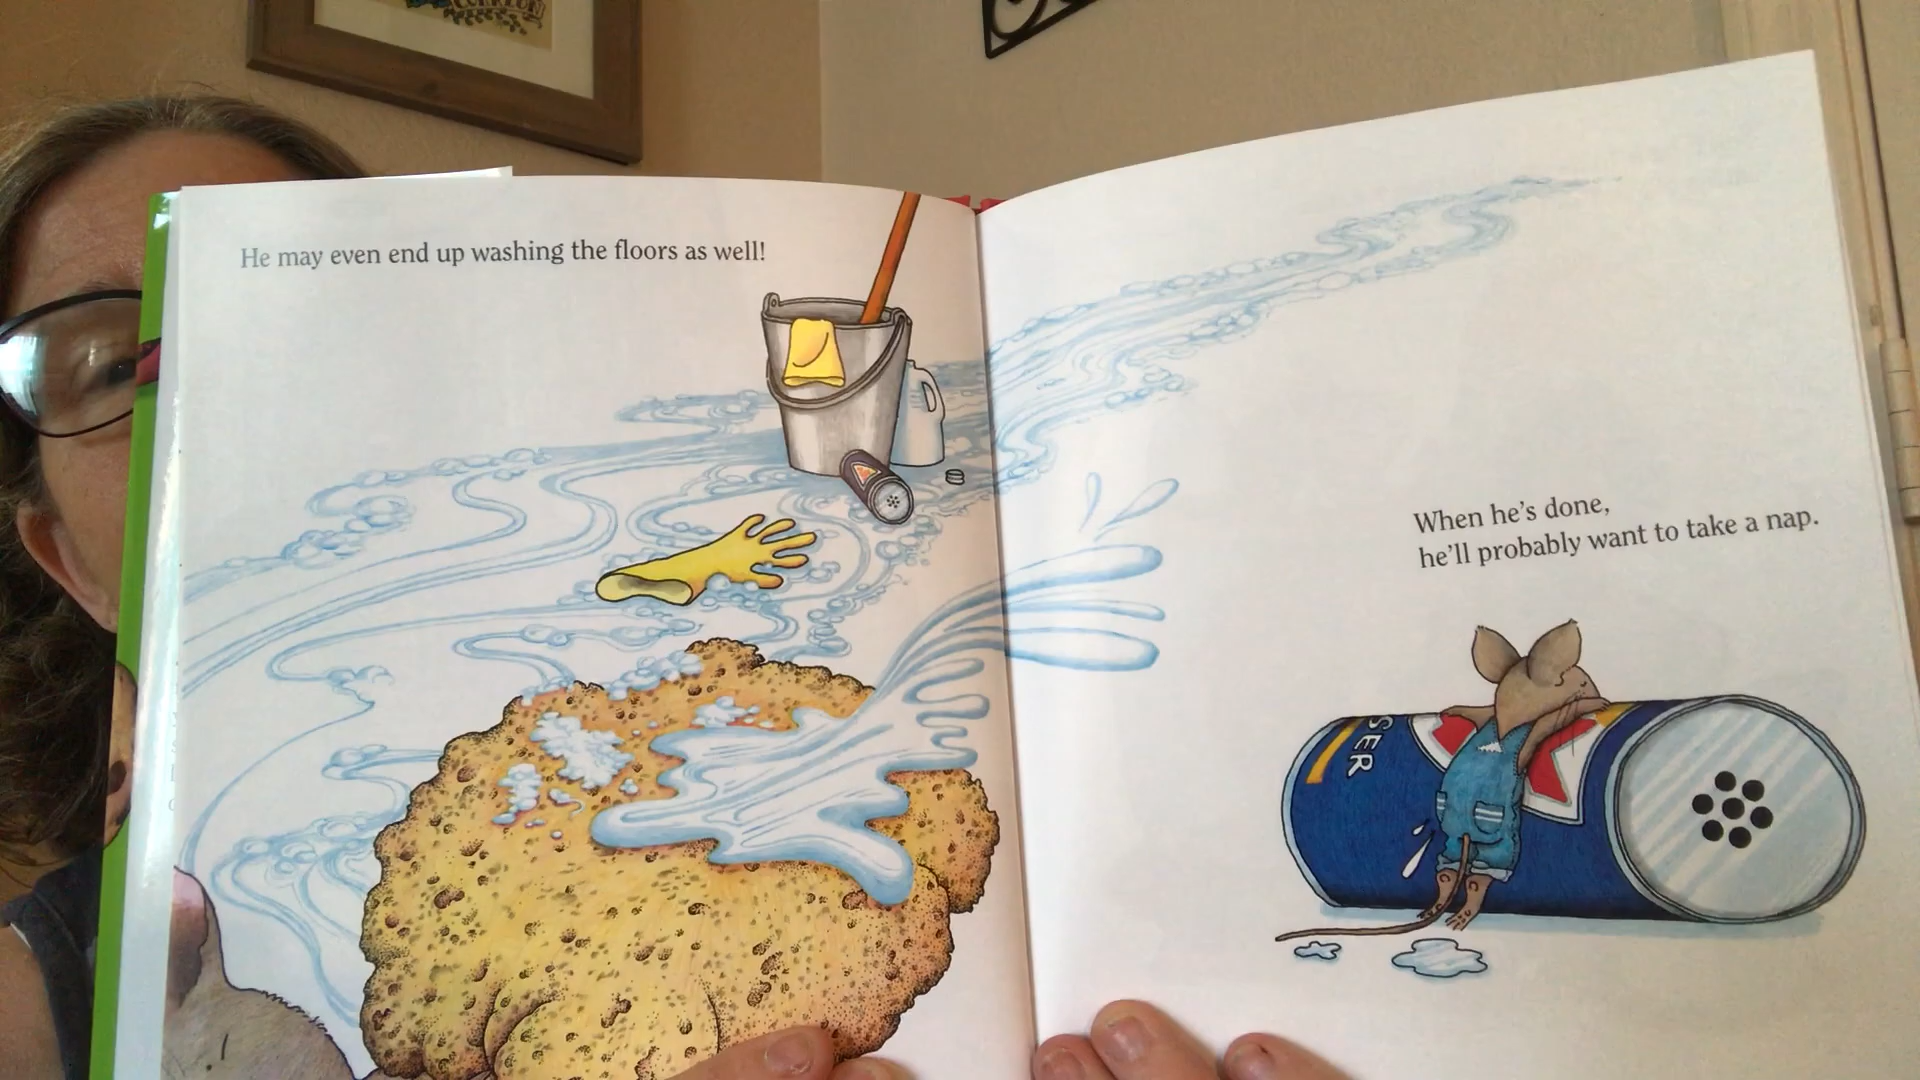 He may even end up washing the floors as well!
When he's done,
he'll probably want to take a nap.
SER